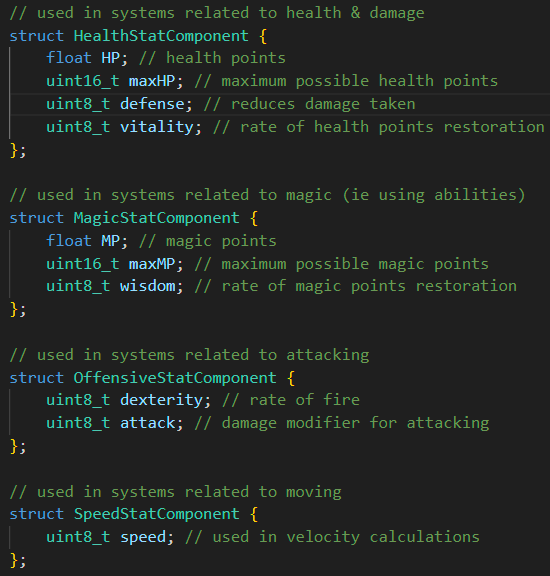 // used in systems related to health & damage
struct HealthStatComponent {
    float HP; // health points
    uint16_t maxHP; // maximum possible health points
    uint8_t defense; // reduces damage taken
    uint8_t vitality; // rate of health points restoration
};

// used in systems related to magic (ie using abilities)
struct MagicStatComponent {
    float MP; // magic points
    uint16_t maxMP; // maximum possible magic points
    uint8_t wisdom; // rate of magic points restoration
};

// used in systems related to attacking
struct OffensiveStatComponent {
    uint8_t dexterity; // rate of fire
    uint8_t attack; // damage modifier for attacking
};

// used in systems related to moving
struct SpeedStatComponent {
    uint8_t speed; // used in velocity calculations
};